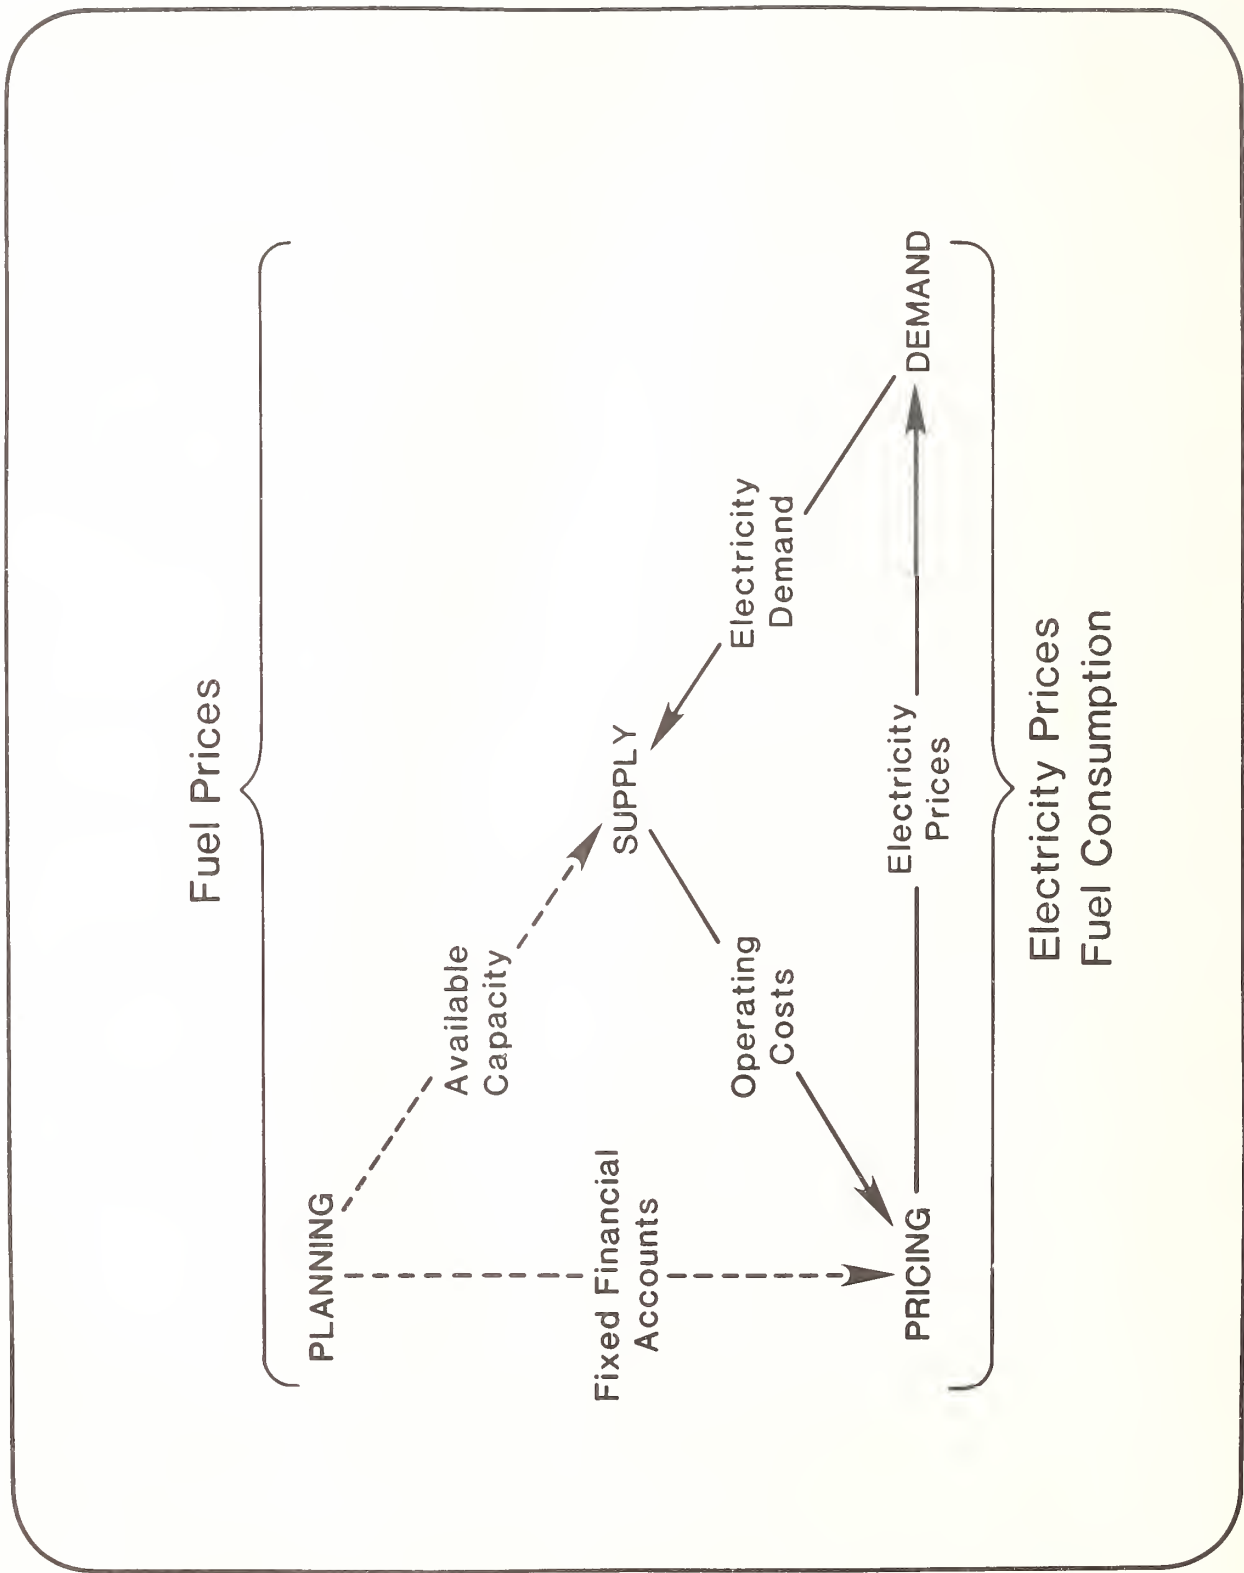 Fuel Prices
PLANNING
Available
Capacity
Fixed Financial
Accounts
SUPPLY
Electricity
Demand
Operating
Costs
PRICING
Electricity
Prices
DEMAND
Electricity Prices
Fuel Consumption